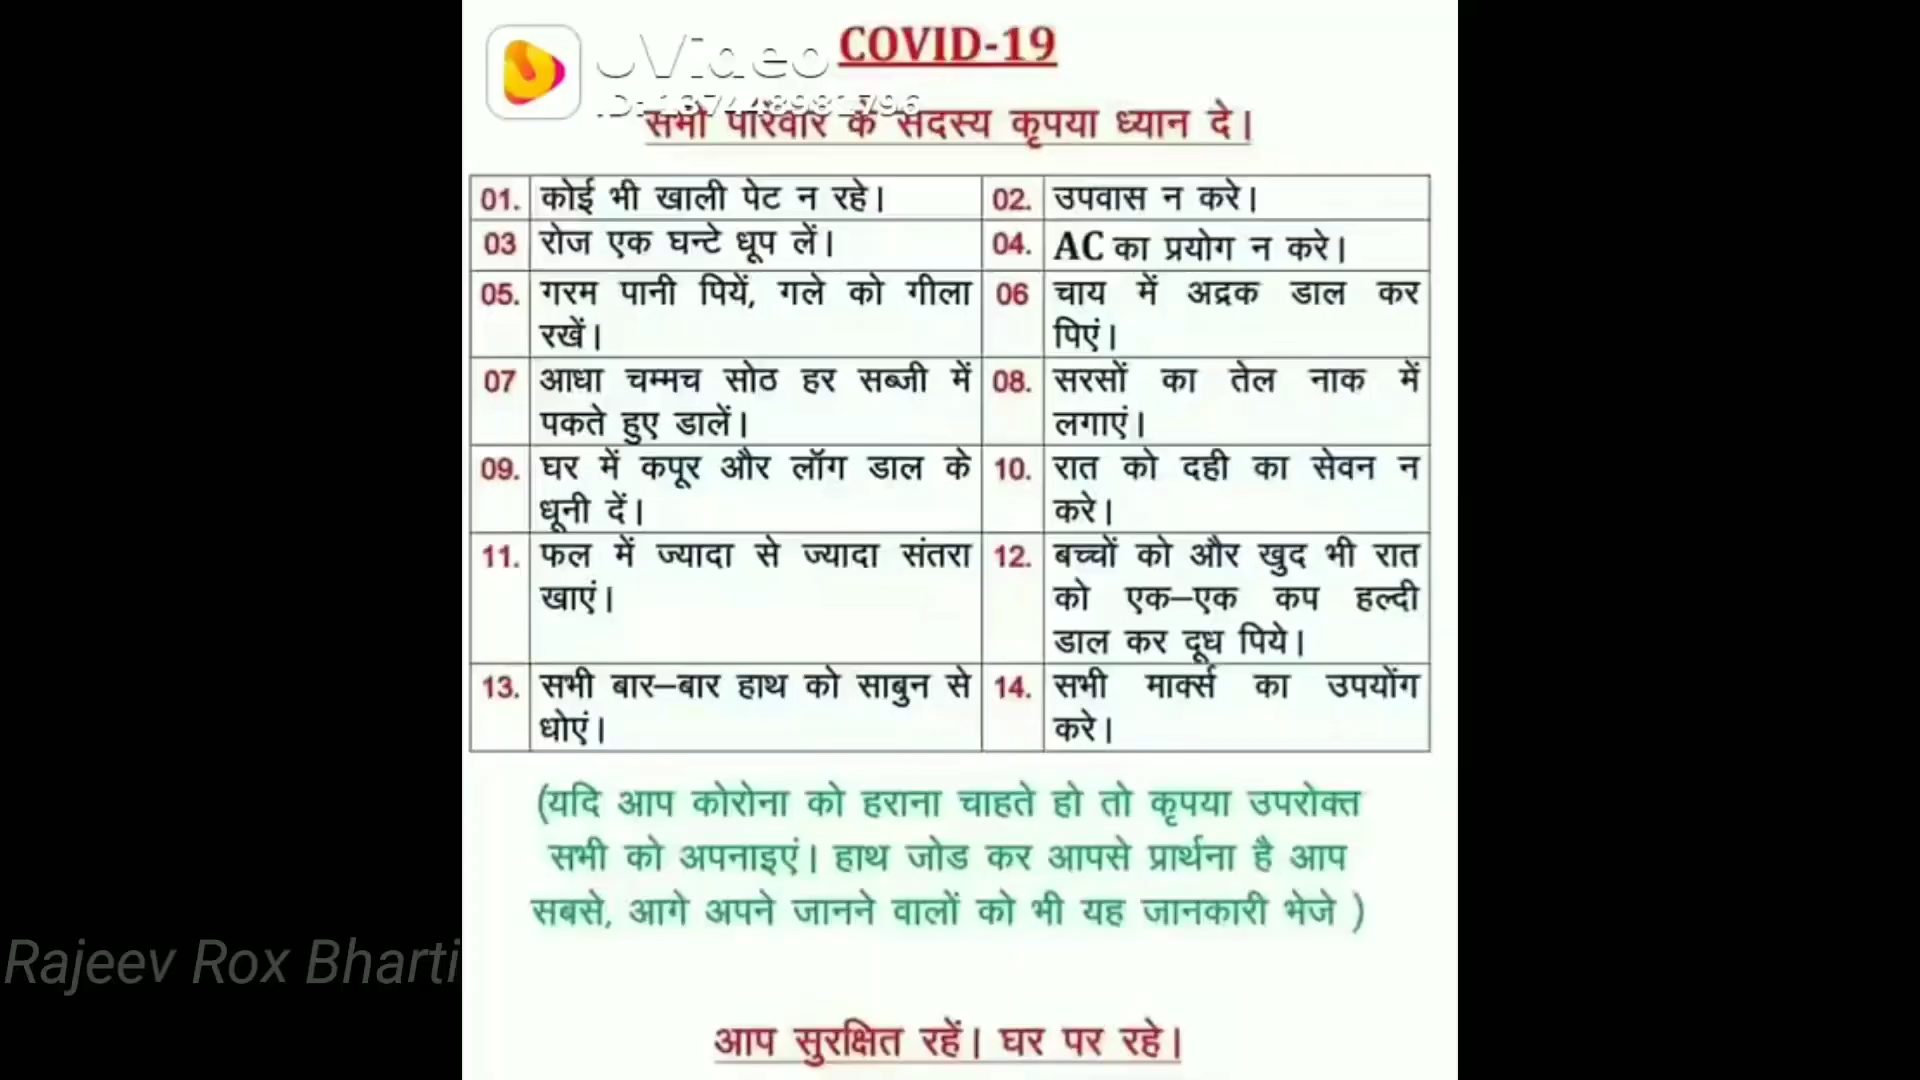 COVID-19
सभी परिवार के सदस्य कृपया ध्यान दे।
01. कोई भी खाली पेट न रहे।
02. उपवास न करे।
03 रोज एक घन्टे धूप लें।
04. AC का प्रयोग न करे।
05. गरम पानी पियें, गले को गीला
रखें।
06 चाय में अद्रक डाल कर
पिएं।
07 आधा चम्मच सोठ हर सब्जी में
पकते हुए डालें।
08. सरसों का तेल नाक में
लगाएं।
09. घर में कपूर और लॉग डाल के
धूनी दें।
10. रात को दही का सेवन न
करे।
11. फल में ज्यादा से ज्यादा संतरा
खाएं।
12. बच्चों को और खुद भी रात
को एक–एक कप हल्दी
डाल कर दूध पिये।
13. सभी बार–बार हाथ को साबुन से
धोएं।
14. सभी मार्क्स का उपयोंग
करे।
(यदि आप कोरोना को हराना चाहते हो तो कृपया उपरोक्त
सभी को अपनाइएं। हाथ जोड कर आपसे प्रार्थना है आप
सबसे, आगे अपने जानने वालों को भी यह जानकारी भेजे )
Rajeev Rox Bharti
आप सुरक्षित रहें। घर पर रहे।